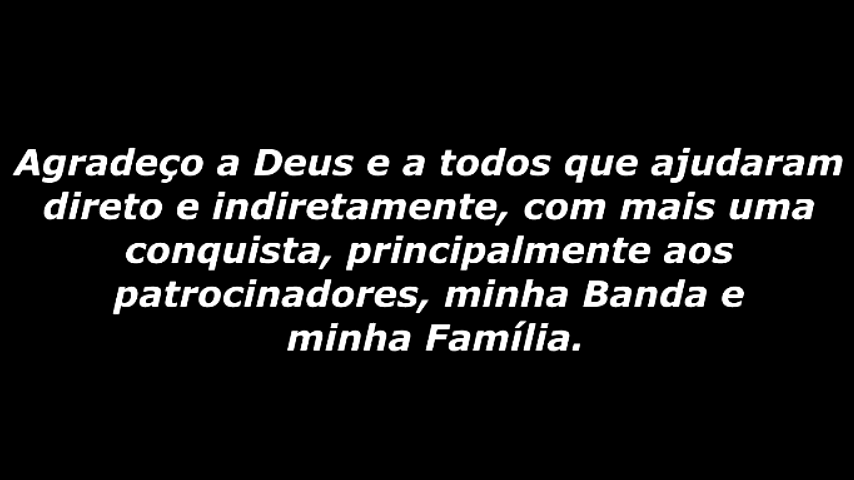 Agradeço a Deus e a todos que ajudaram
direto e indiretamente, com mais uma
conquista, principalmente aos
patrocinadores, minha Banda e
minha Família.